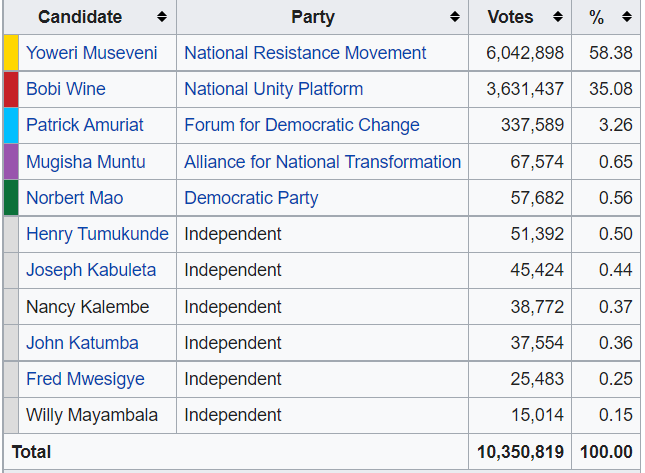 Candidate Party Votes %
Yoweri Museveni National Resistance Movement 6,042,898 58.38
Bobi Wine National Unity Platform 3,631,437 35.08
Patrick Amuriat Forum for Democratic Change 337,589 3.26
Mugisha Muntu Alliance for National Transformation 67,574 0.65
Norbert Mao Democratic Party 57,682 0.56
Henry Tumukunde Independent 51,392 0.50
Joseph Kabuleta Independent 45,424 0.44
Nancy Kalembe Independent 38,772 0.37
John Katumba Independent 37,554 0.36
Fred Mwesigye Independent 25,483 0.25
Willy Mayambala Independent 15,014 0.15
Total 10,350,819 100.00